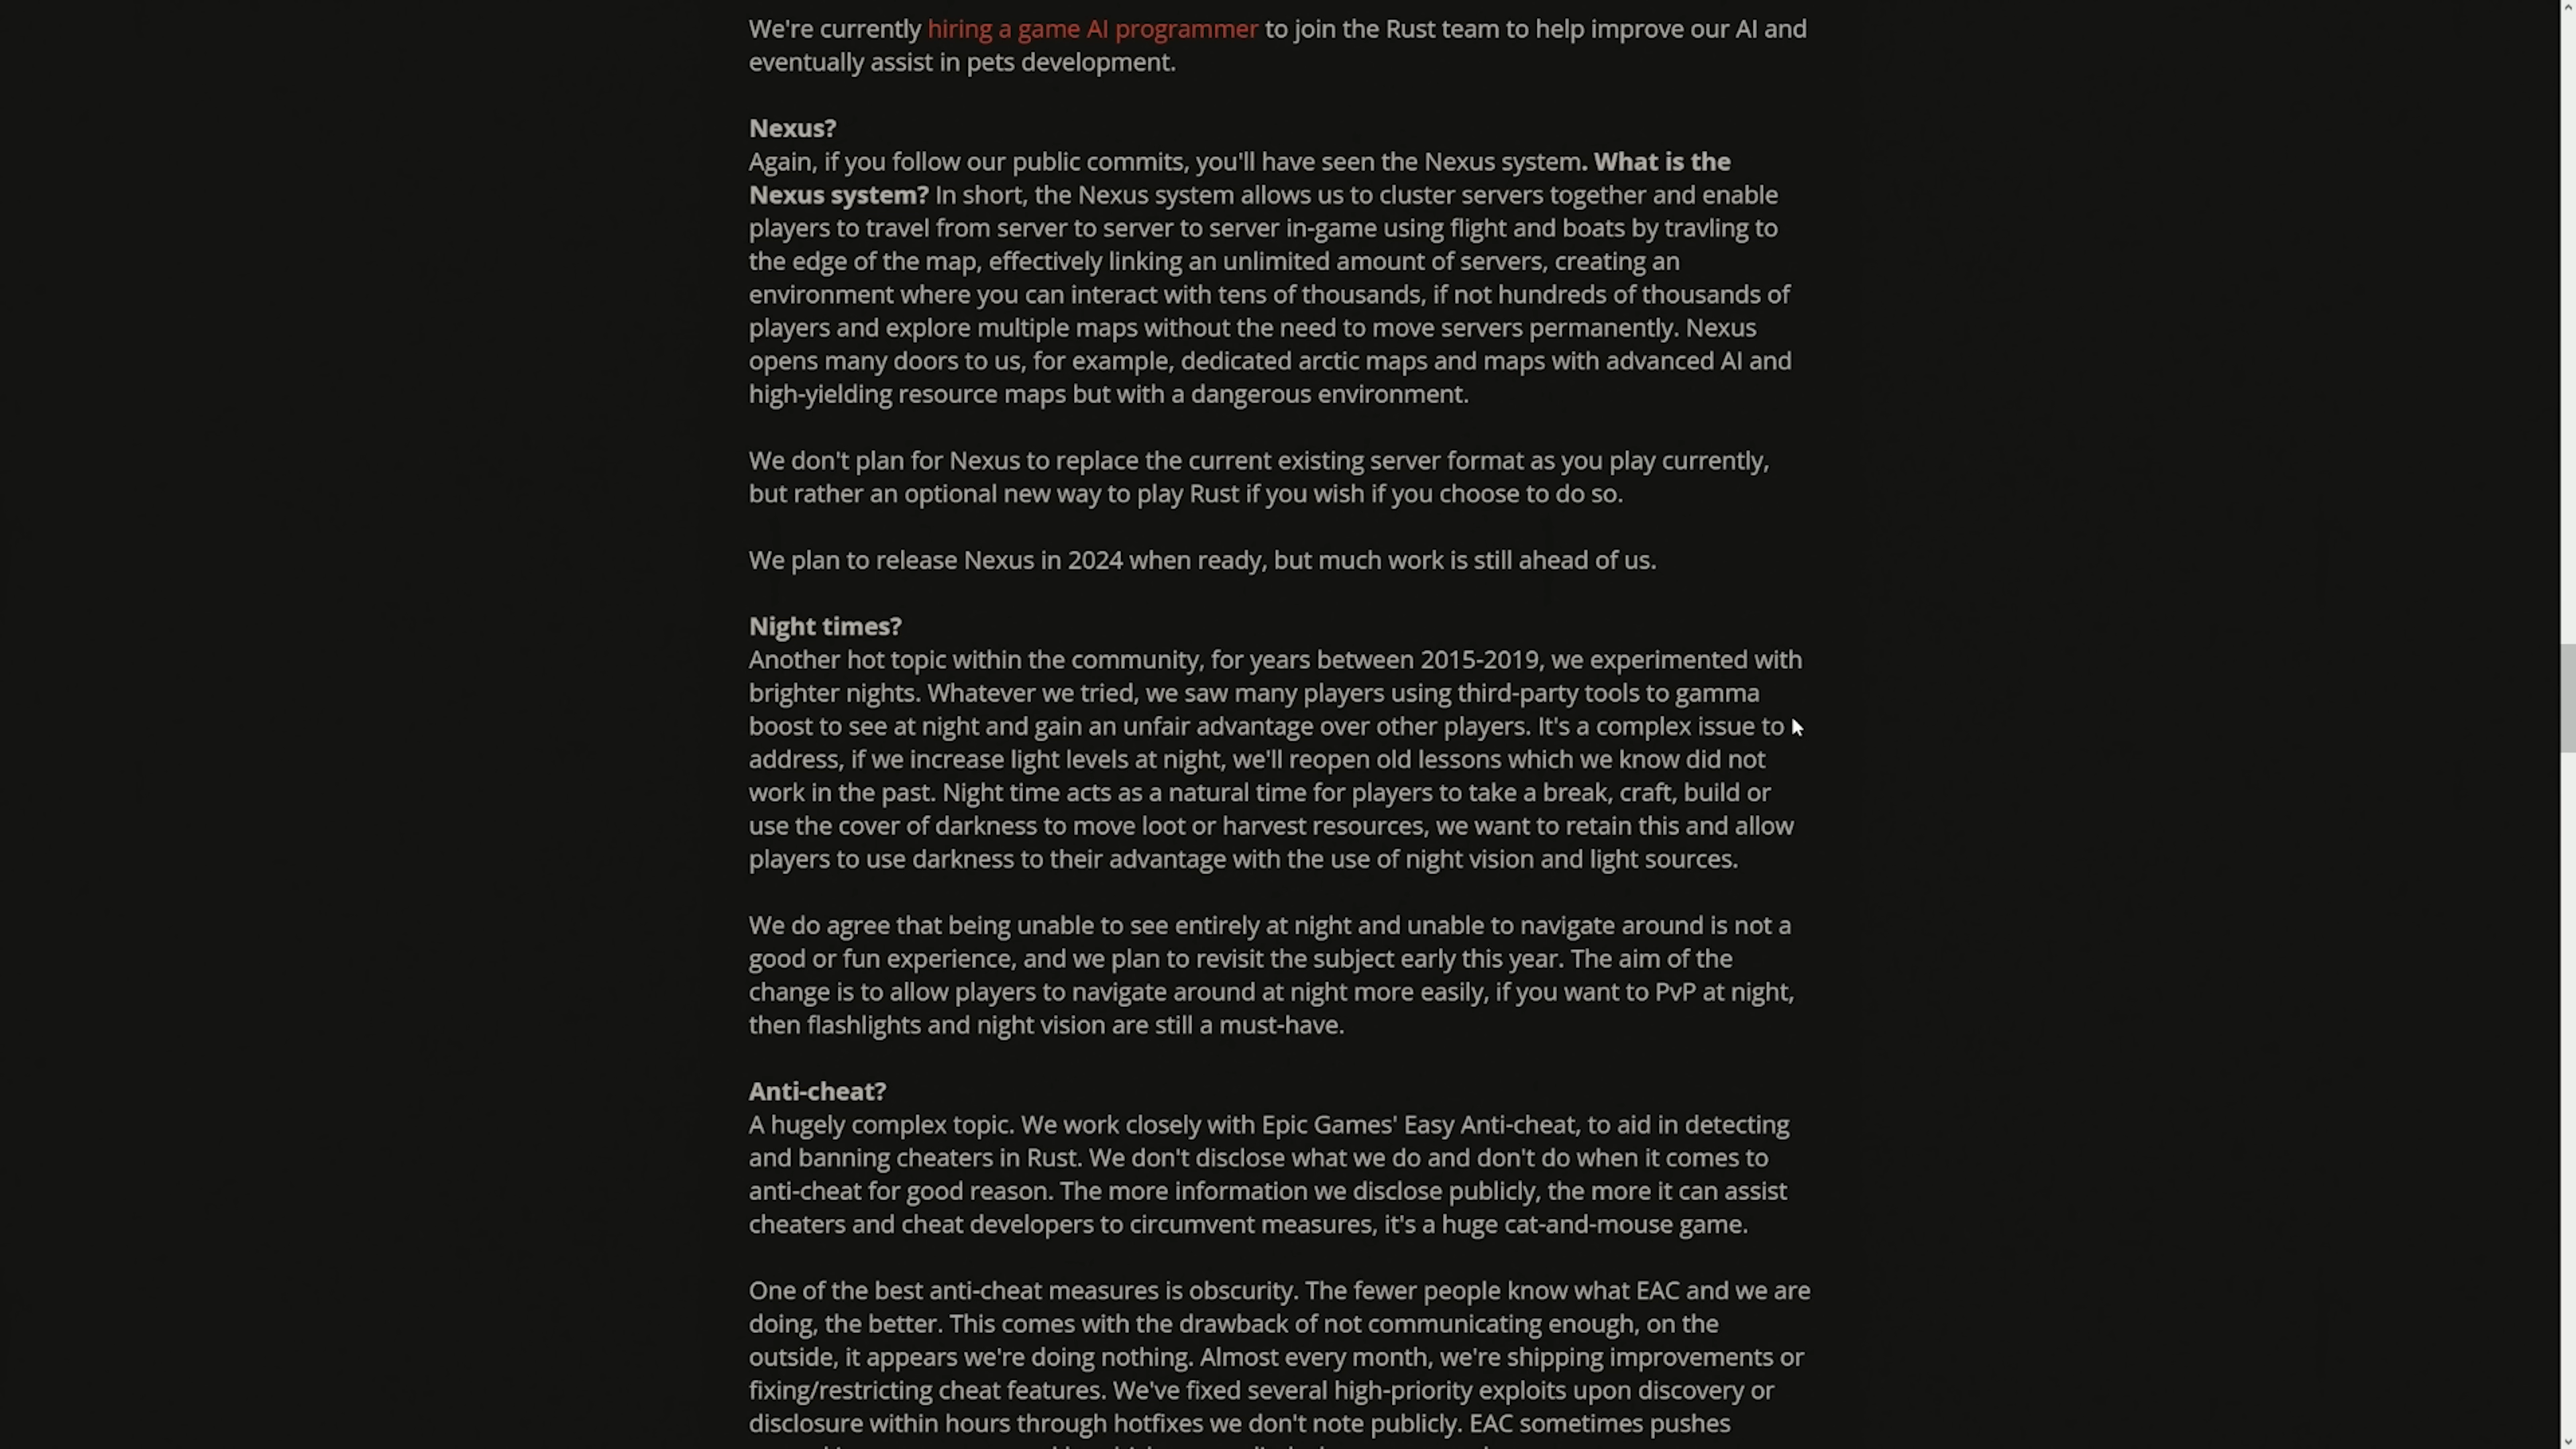 We're currently hiring a game AI programmer to join the Rust team to help improve our AI and
eventually assist in pets development.
Nexus?
Again, if you follow our public commits, you'll have seen the Nexus system. What is the
Nexus system? In short, the Nexus system allows us to cluster servers together and enable
players to travel from server to server to server in-game using flight and boats by travling to
the edge of the map, effectively linking an unlimited amount of servers, creating an
environment where you can interact with tens of thousands, if not hundreds of thousands of
players and explore multiple maps without the need to move servers permanently. Nexus
opens many doors to us, for example, dedicated arctic maps and maps with advanced AI and
high-yielding resource maps but with a dangerous environment.
We don't plan for Nexus to replace the current existing server format as you play currently,
but rather an optional new way to play Rust if you wish if you choose to do so.
We plan to release Nexus in 2024 when ready, but much work is still ahead of us.
Night times?
Another hot topic within the community, for years between 2015-2019, we experimented with
brighter nights. Whatever we tried, we saw many players using third-party tools to gamma
boost to see at night and gain an unfair advantage over other players. It's a complex issue to
address, if we increase light levels at night, we'll reopen old lessons which we know did not
work in the past. Night time acts as a natural time for players to take a break, craft, build or
use the cover of darkness to move loot or harvest resources, we want to retain this and allow
players to use darkness to their advantage with the use of night vision and light sources.
We do agree that being unable to see entirely at night and unable to navigate around is not a
good or fun experience, and we plan to revisit the subject early this year. The aim of the
change is to allow players to navigate around at night more easily, if you want to PvP at night,
then flashlights and night vision are still a must-have.
Anti-cheat?
A hugely complex topic. We work closely with Epic Games' Easy Anti-cheat, to aid in detecting
and banning cheaters in Rust. We don't disclose what we do and don't do when it comes to
anti-cheat for good reason. The more information we disclose publicly, the more it can assist
cheaters and cheat developers to circumvent measures, it's a huge cat-and-mouse game.
One of the best anti-cheat measures is obscurity. The fewer people know what EAC and we are
doing, the better. This comes with the drawback of not communicating enough, on the
outside, it appears we're doing nothing. Almost every month, we're shipping improvements or
fixing/restricting cheat features. We've fixed several high-priority exploits upon discovery or
disclosure within hours through hotfixes we don't note publicly. EAC sometimes pushes